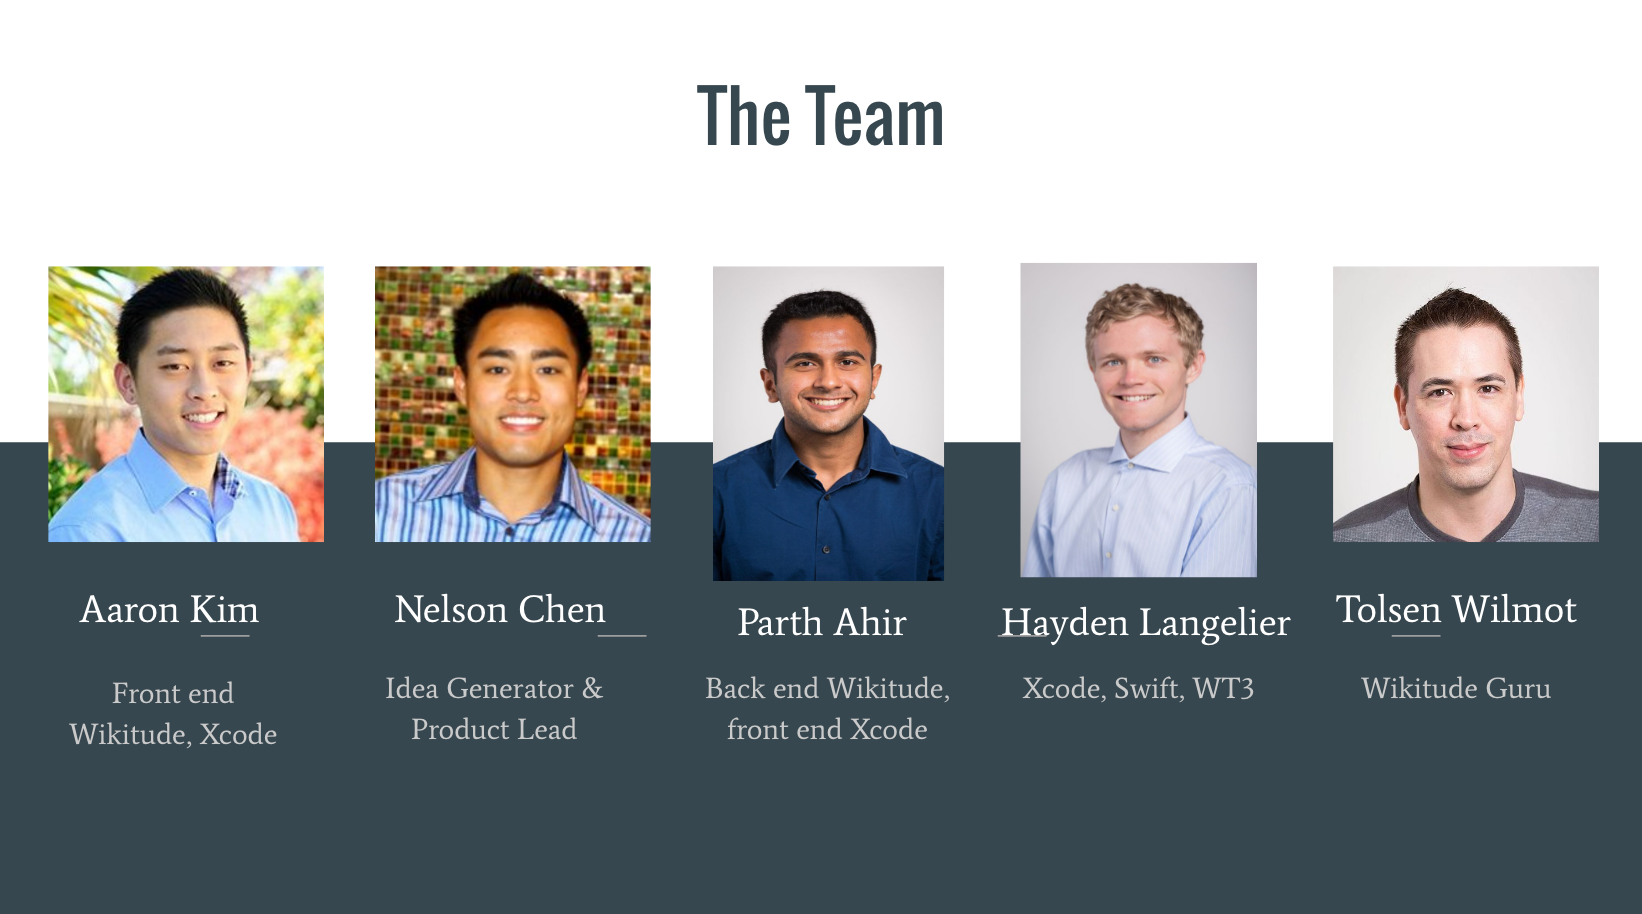 The Team
Aaron Kim
Front end
Wikitude, Xcode
Nelson Chen
Idea Generator &
Product Lead
Parth Ahir
Back end Wikitude,
front end Xcode
Hayden Langelier
Xcode, Swift, WT3
Tolsen Wilmot
Wikitude Guru